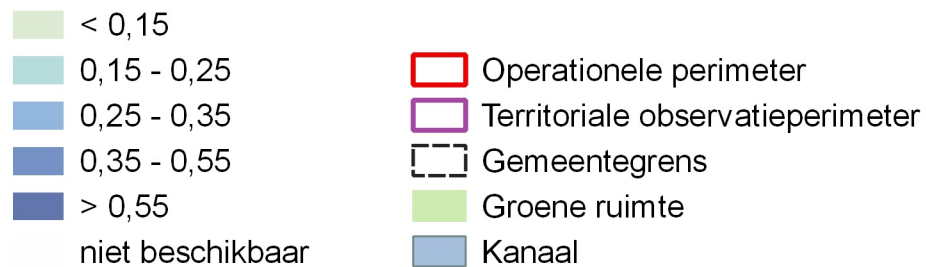 < 0,15
0,15 - 0,25
0,25 - 0,35
0,35 - 0,55
> 0,55
niet beschikbaar
Operationele perimeter
Territoriale observatieperimeter
Gemeentegrens
Groene ruimte
Kanaal